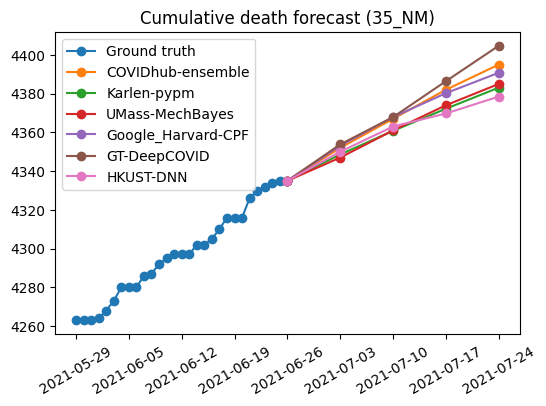 Cumulative death forecast (35_NM)
Ground truth
COVIDhub-ensemble
Karlen-pypm
UMass-MechBayes
Google_Harvard-CPF
GT-DeepCOVID
HKUST-DNN
4400
4380
4360
4340
4320
4300
4280
4260
2021-05-29
2021-06-05
2021-06-12
2021-06-19
2021-06-26
2021-07-03
2021-07-10
2021-07-17
2021-07-24